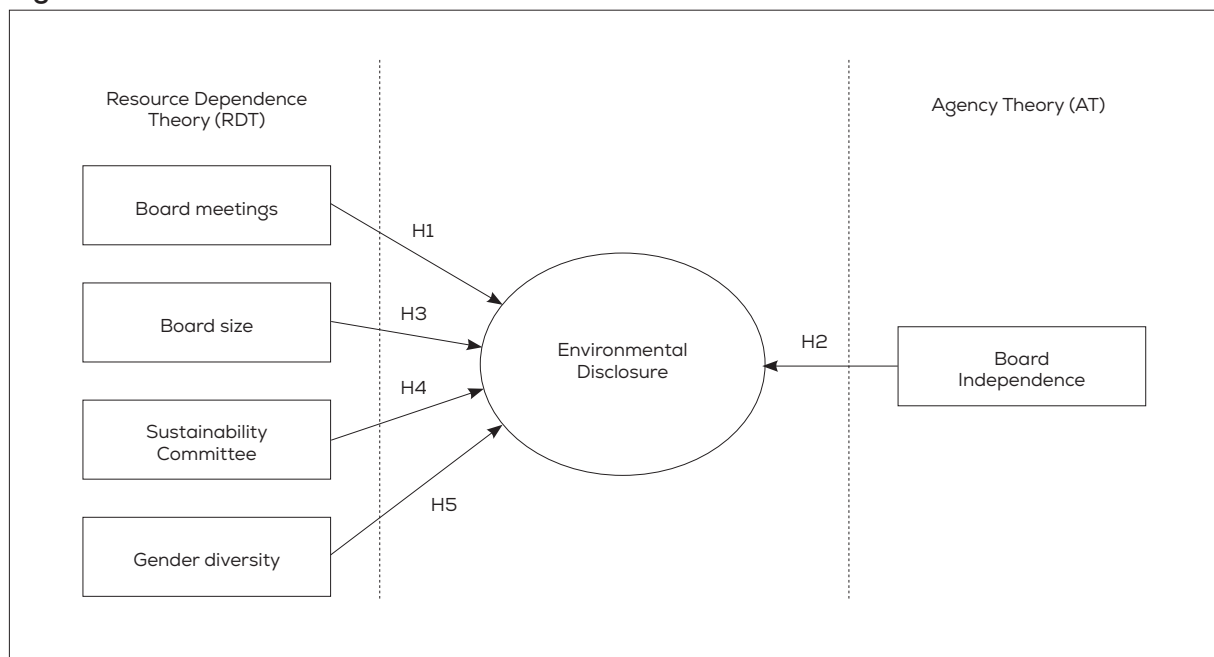 Resource Dependence
Theory (RDT)
Board meetings
Board size
Sustainability
Committee
Gender diversity
H1
H3
H4
H5
Environmental
Disclosure
H2
Agency Theory (AT)
Board
Independence